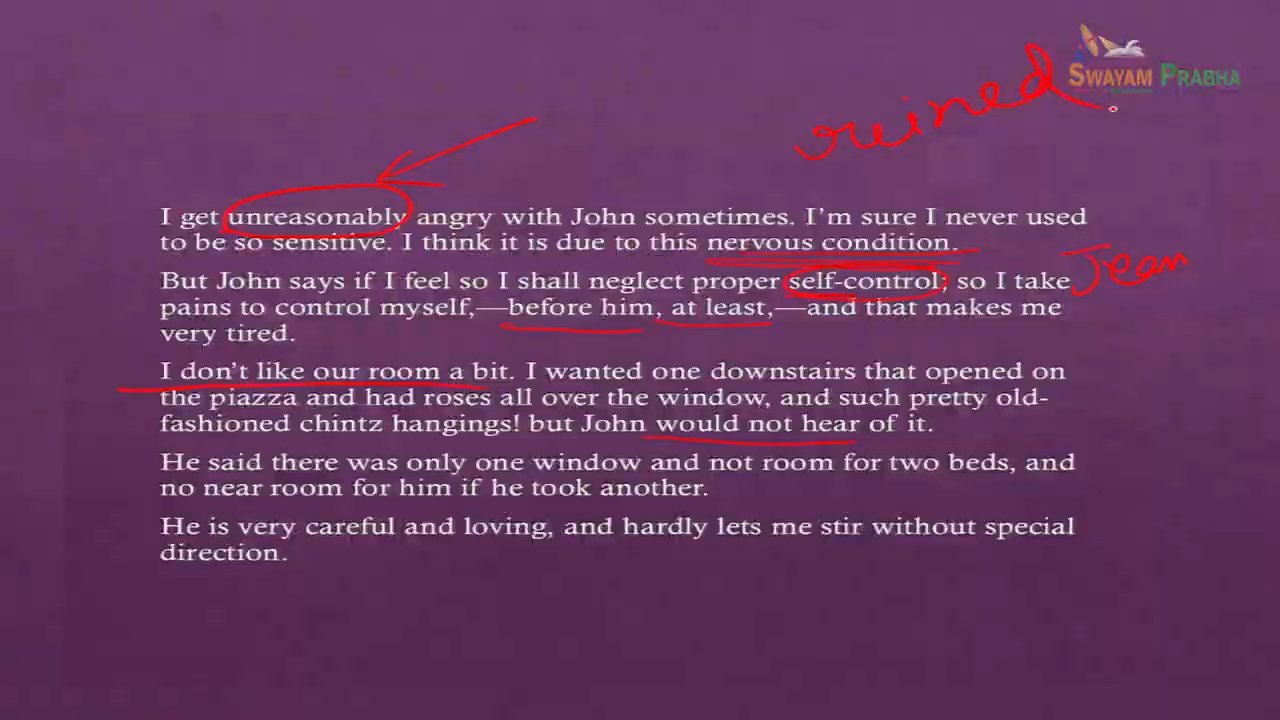 SWAYAM PRABHA
ruined
I get unreasonably angry with John sometimes. I'm sure I never used
to be so sensitive. I think it is due to this nervous condition.
But John says if I feel so I shall neglect proper self-control; so I take
Jean
pains to control myself,—before him, at least,—and that makes me
very tired.
I don't like our room a bit. I wanted one downstairs that opened on
the piazza and had roses all over the window, and such pretty old-
fashioned chintz hangings! but John would not hear of it.
He said there was only one window and not room for two beds, and
no near room for him if he took another.
He is very careful and loving, and hardly lets me stir without special
direction.